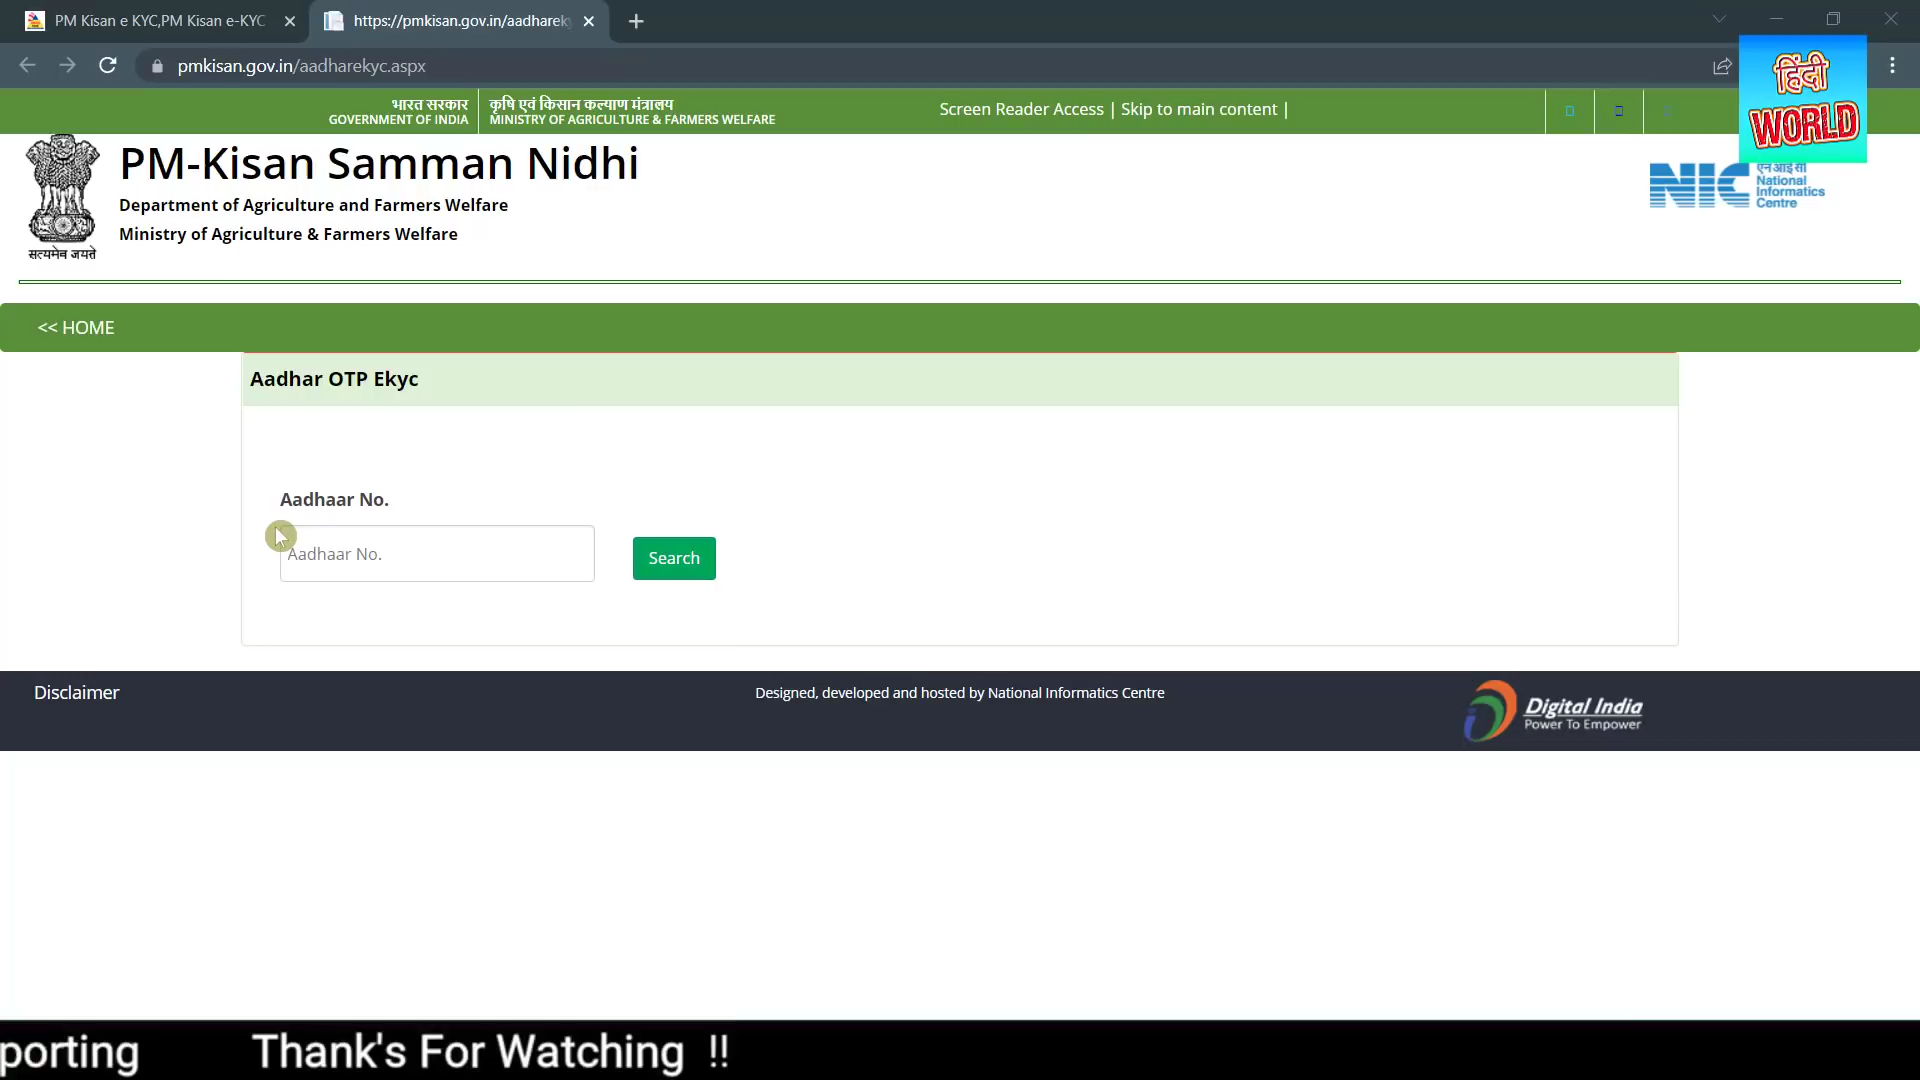 PM Kisan e KYC,PM Kisan e-KYC
https://pmkisan.gov.in/aadhareky
pmkisan.gov.in/aadharekyc.aspx
हिंदी
WORLD
भारत सरकार
GOVERNMENT OF INDIA
कृषि एवं किसान कल्याण मंत्रालय
MINISTRY OF AGRICULTURE & FARMERS WELFARE
Screen Reader Access | Skip to main content |
PM-Kisan Samman Nidhi
Department of Agriculture and Farmers Welfare
Ministry of Agriculture & Farmers Welfare
सत्यमेव जयते
NIC
एन आई सी
National
Informatics
Centre
<< HOME
Aadhar OTP Ekyc
Aadhaar No.
Aadhaar No.
Search
Disclaimer
Designed, developed and hosted by National Informatics Centre
Digital India
Power To Empower
porting Thank's For Watching !!